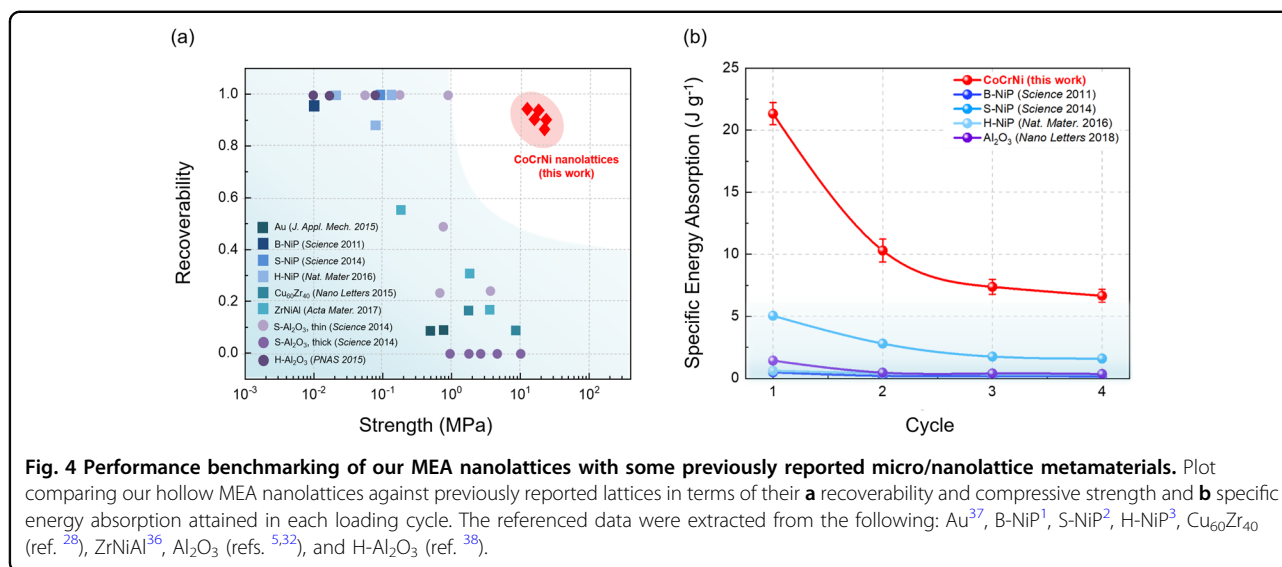 (a)
1.0
0.8
0.6
0.4
0.2
0.0
Recoverability
CoCrNi nanolattices
(this work)
Au (J. Appl. Mech. 2015)
B-NiP (Science 2011)
S-NiP (Science 2014)
H-NiP (Nat. Mater 2016)
Cu60Zr40 (Nano Letters 2015)
ZrNiAl (Acta Mater. 2017)
S-Al2O3, thin (Science 2014)
S-Al2O3, thick (Science 2014)
H-Al2O3 (PNAS 2015)
10⁻³
10⁻²
10⁻¹
10⁰
10¹
10²
Strength (MPa)
(b)
25
20
15
10
5
0
Specific Energy Absorption (J g⁻¹)
CoCrNi (this work)
B-NiP (Science 2011)
S-NiP (Science 2014)
H-NiP (Nat. Mater. 2016)
Al2O3 (Nano Letters 2018)
1
2
3
4
Cycle
Fig. 4 Performance benchmarking of our MEA nanolattices with some previously reported micro/nanolattice metamaterials. Plot
comparing our hollow MEA nanolattices against previously reported lattices in terms of their a recoverability and compressive strength and b specific
energy absorption attained in each loading cycle. The referenced data were extracted from the following: Au³⁷, B-NiP¹, S-NiP², H-NiP³, Cu₆₀Zr₄₀
(ref. ²⁸), ZrNiAl³⁶, Al₂O₃ (refs. ⁵,³²), and H-Al₂O₃ (ref. ³⁸).